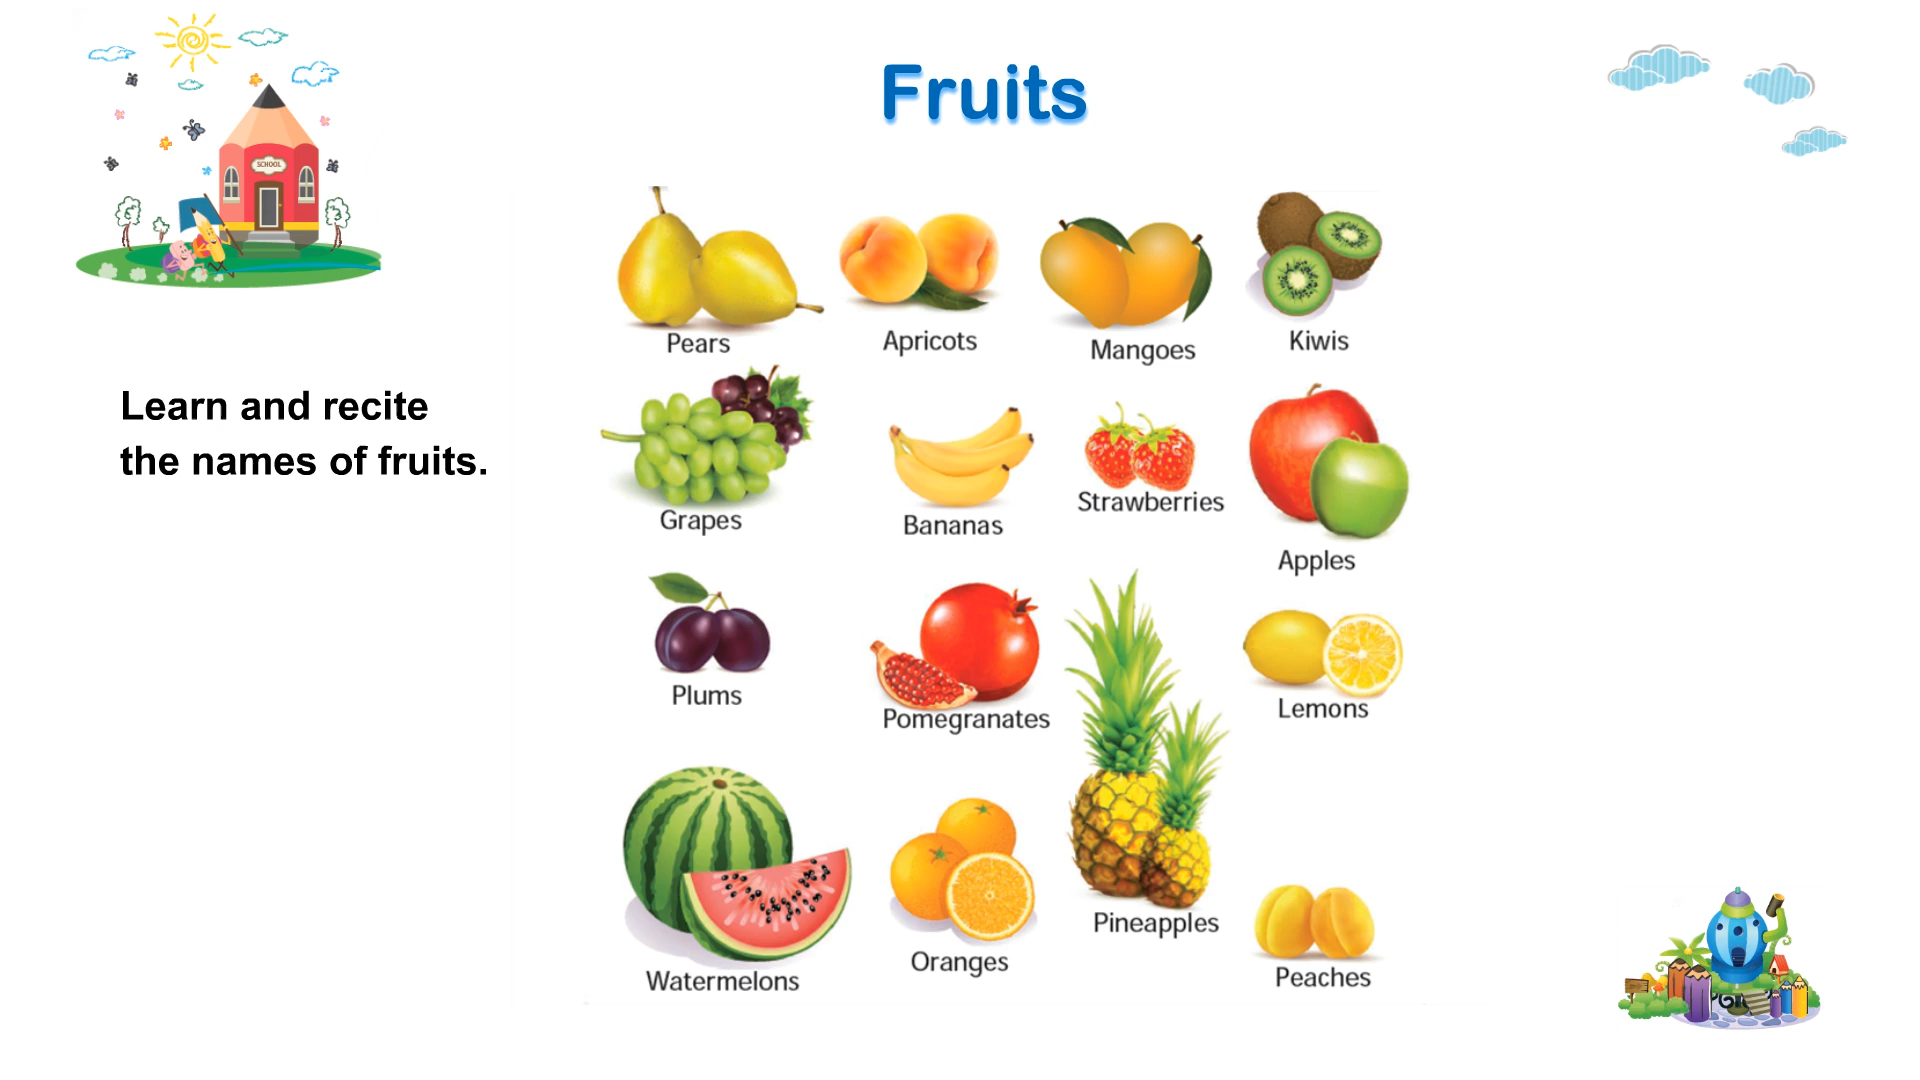 Fruits
SCHOOL
Learn and recite
the names of fruits.
Pears
Apricots
Mangoes
Kiwis
Grapes
Bananas
Strawberries
Apples
Plums
Pomegranates
Lemons
Watermelons
Oranges
Pineapples
Peaches